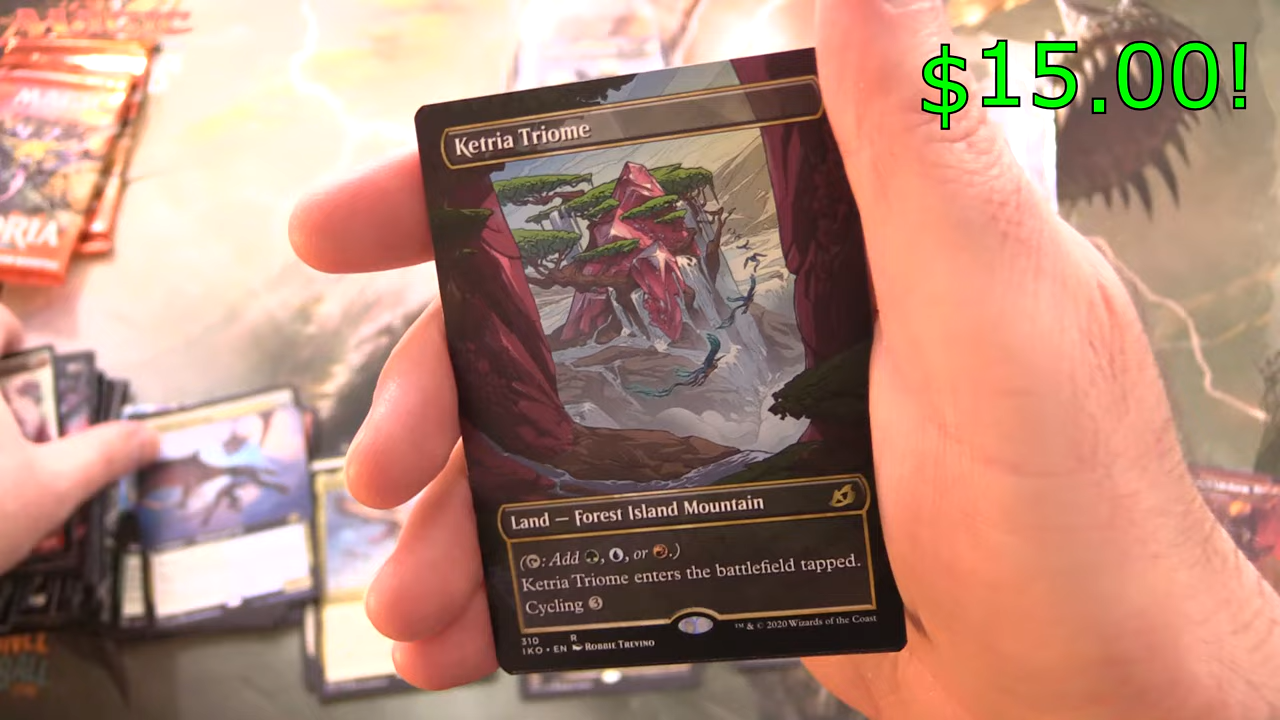 $15.00!
Ketria Triome
Land — Forest Island Mountain
(: Add , , or .)
Ketria Triome enters the battlefield tapped.
Cycling 3
310 R
IKO • EN Robbie Trevino
™ & © 2020 Wizards of the Coast